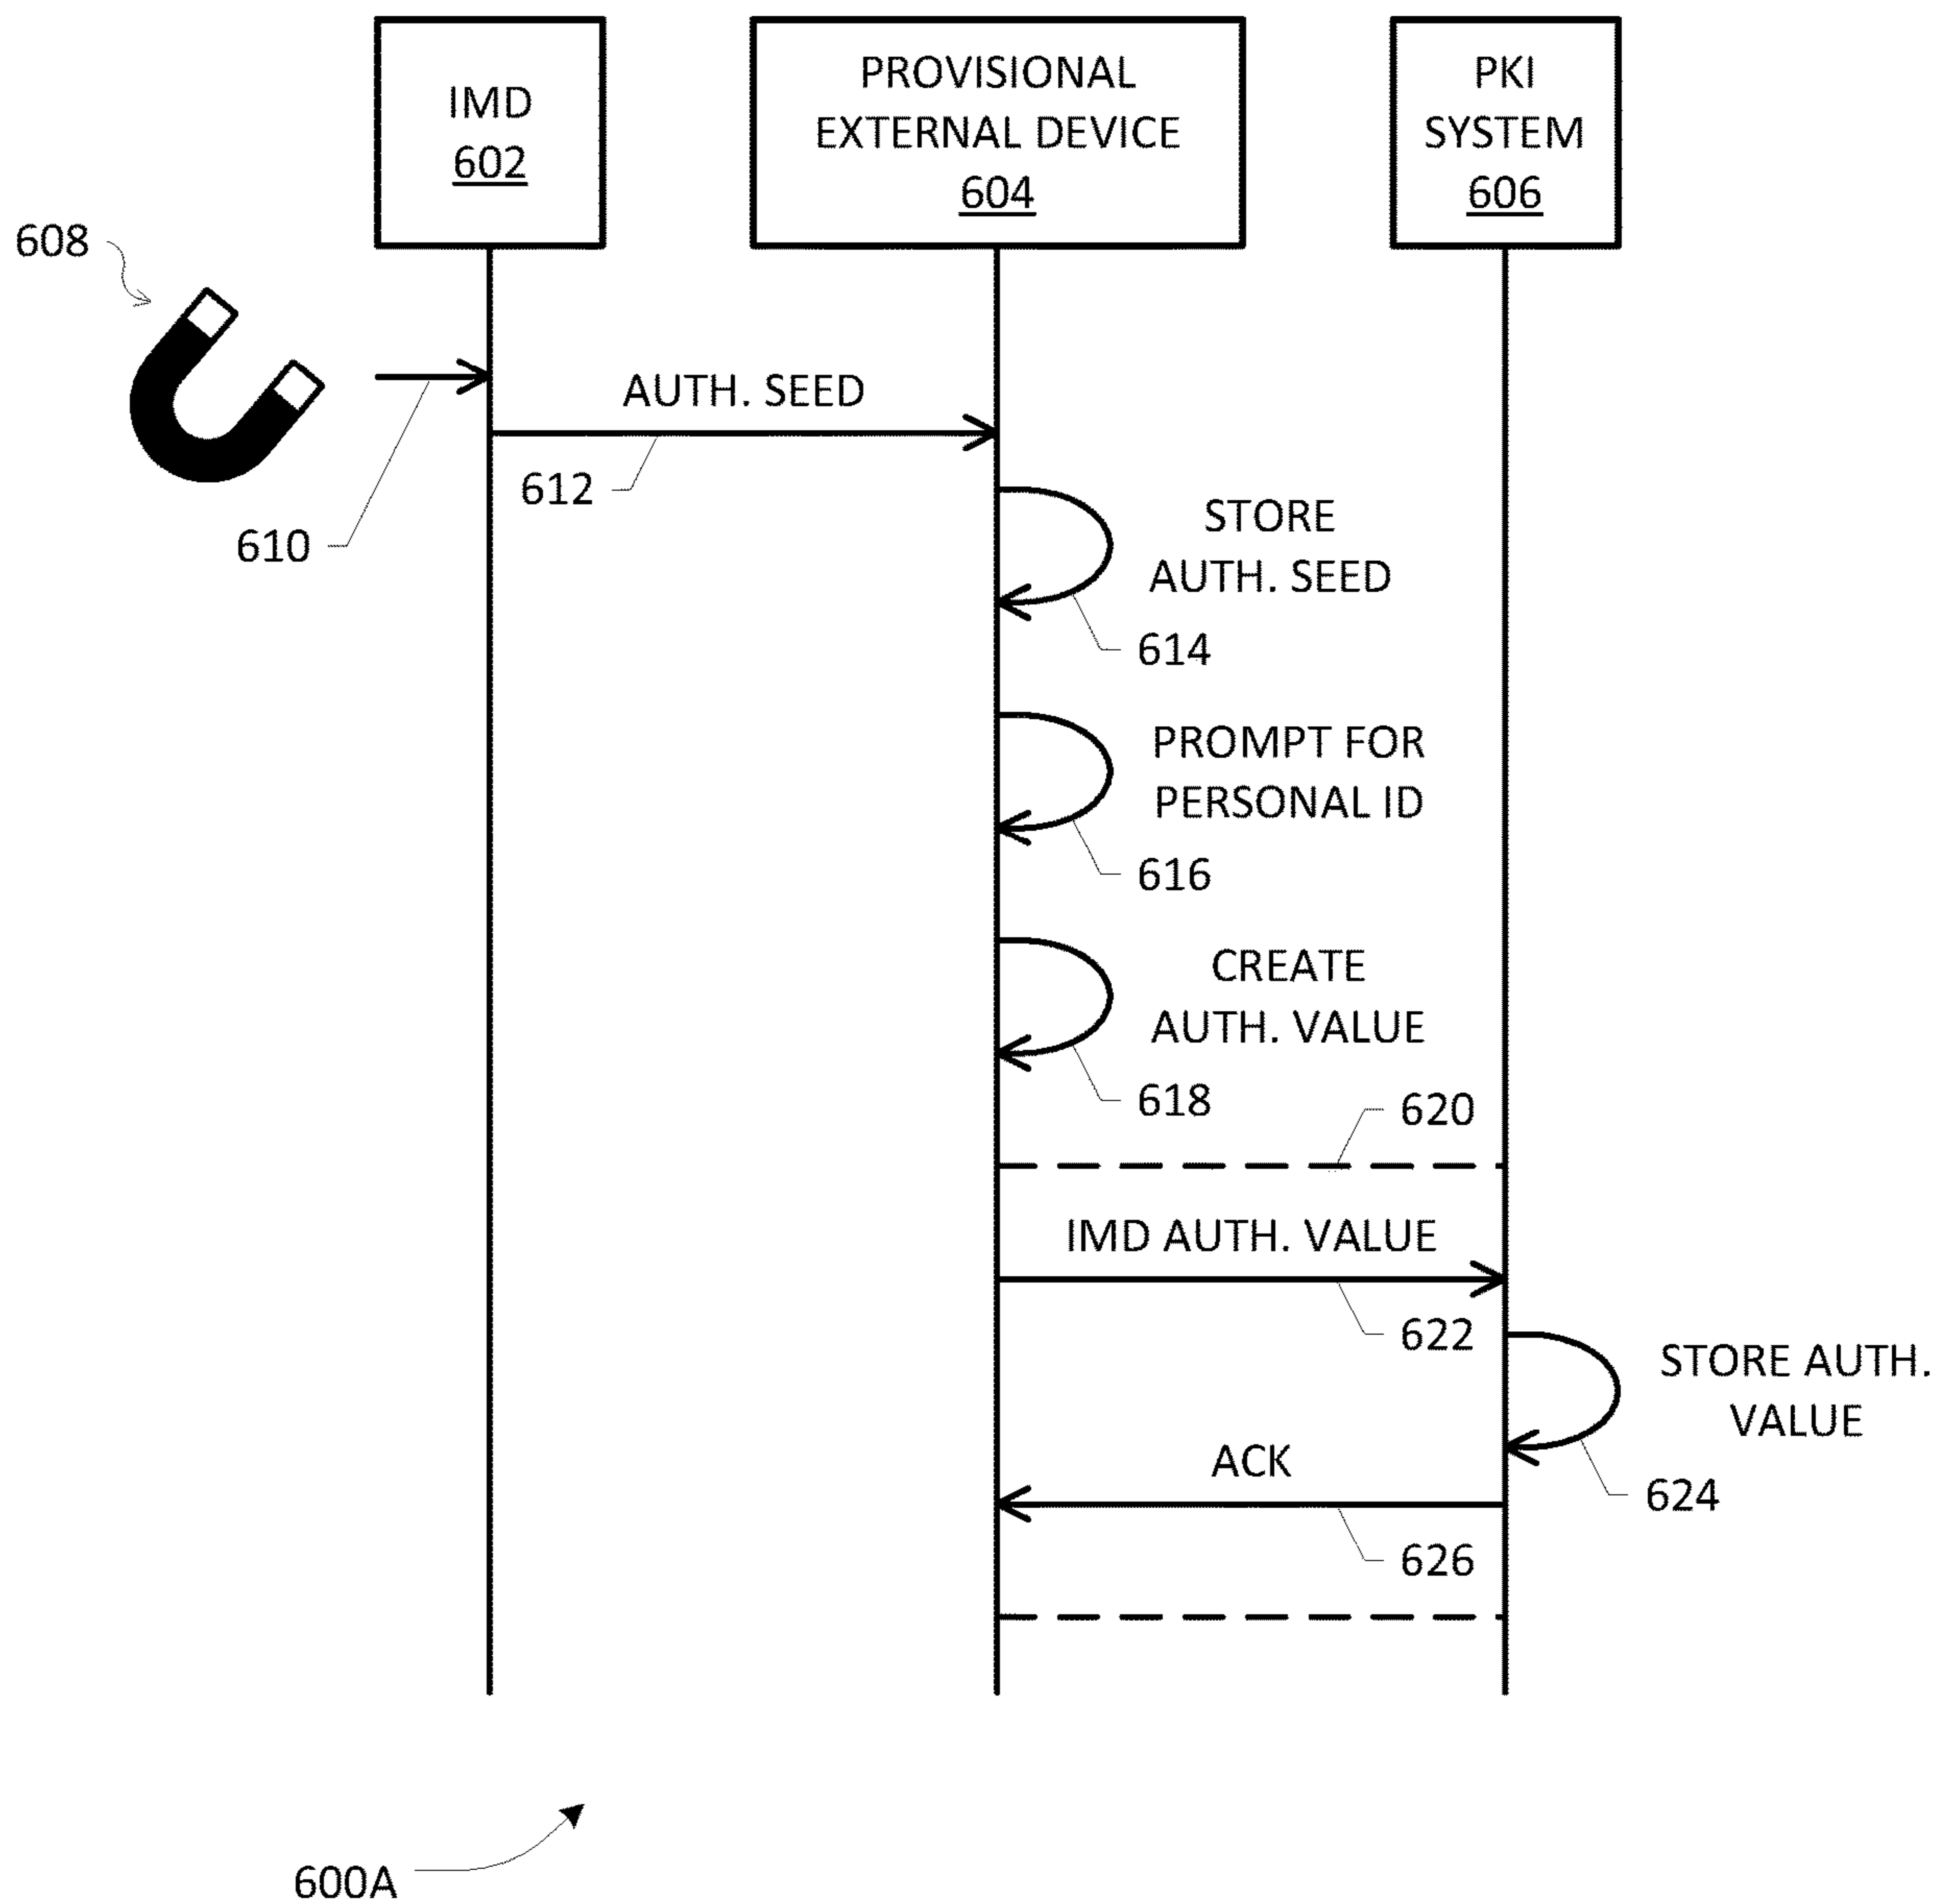 IMD
602
PROVISIONAL
EXTERNAL DEVICE
604
PKI
SYSTEM
606
608
AUTH. SEED
612
610
STORE
AUTH. SEED
614
PROMPT FOR
PERSONAL ID
616
CREATE
AUTH. VALUE
618
620
IMD AUTH. VALUE
622
STORE AUTH.
VALUE
624
ACK
626
600A